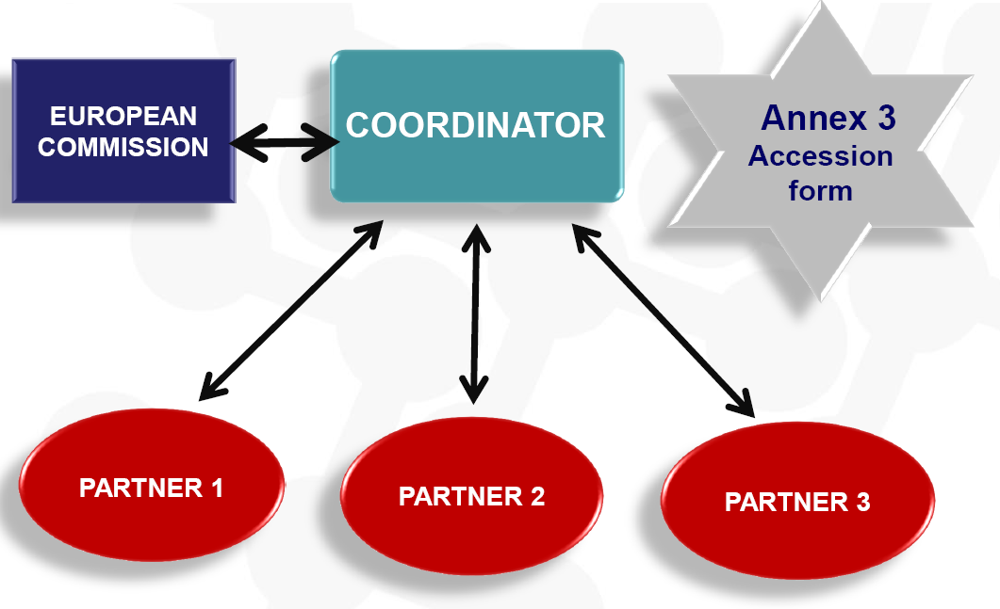 EUROPEAN
COMMISSION
COORDINATOR
Annex 3
Accession
form
PARTNER 1
PARTNER 2
PARTNER 3